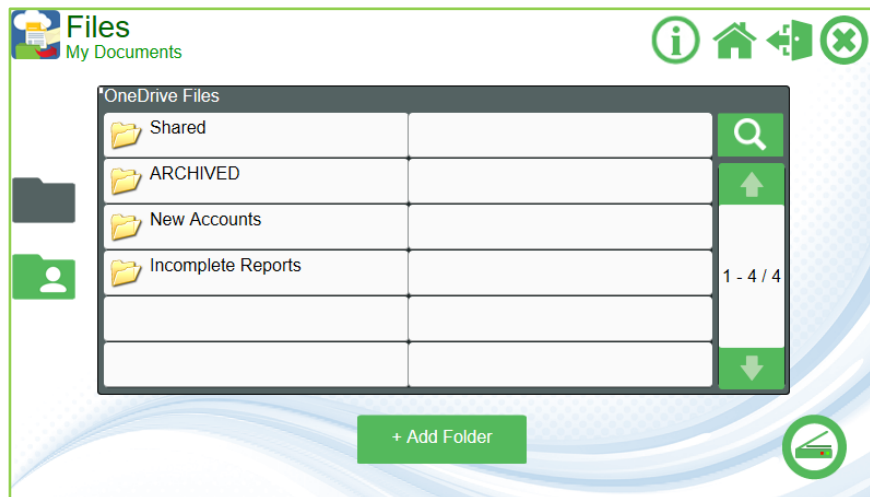 Files
My Documents
OneDrive Files
Shared
ARCHIVED
New Accounts
Incomplete Reports
1 - 4 / 4
+ Add Folder